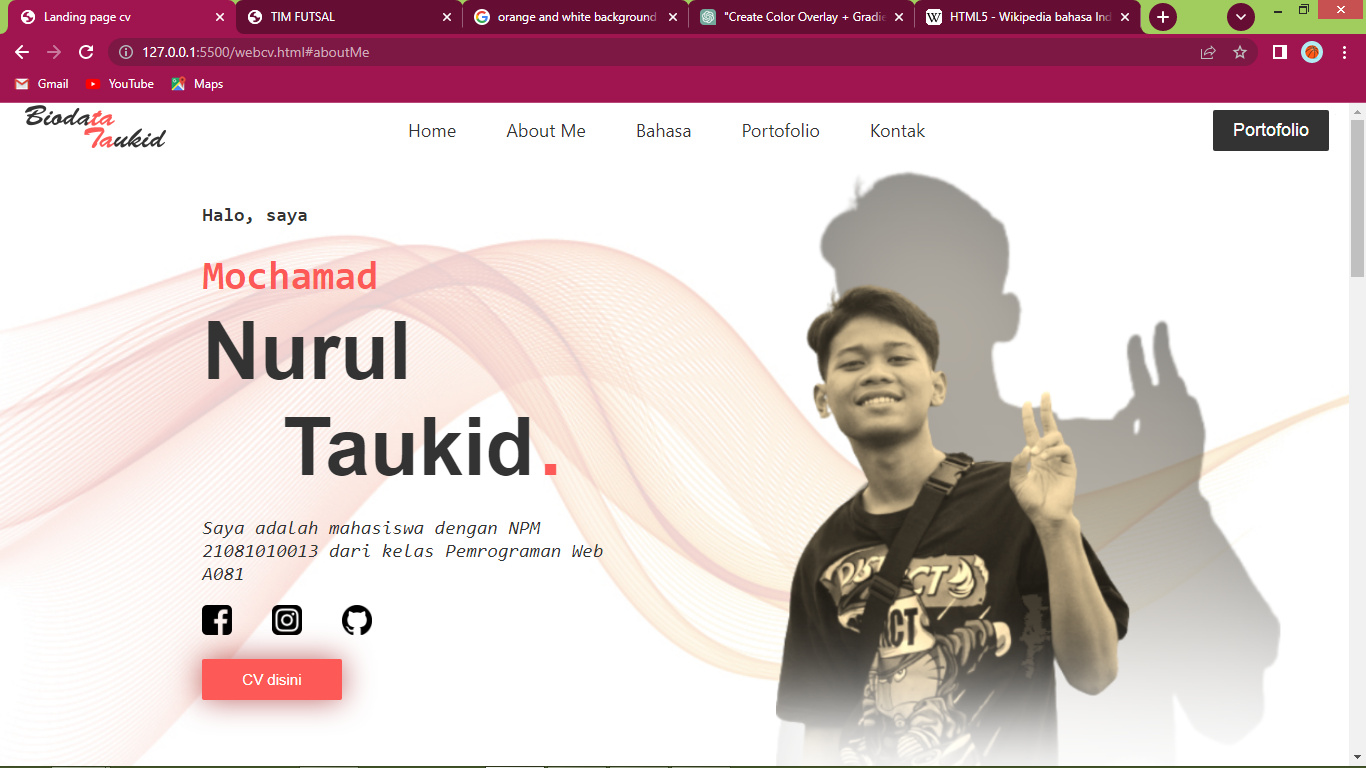 Landing page cv
TIM FUTSAL
orange and white background
"Create Color Overlay + Gradie
HTML5 - Wikipedia bahasa Ind
127.0.0.1:5500/webcv.html#aboutMe
Gmail
YouTube
Maps
Biodata
Taukid
Home
About Me
Bahasa
Portofolio
Kontak
Portofolio
Halo, saya
Mochamad
Nurul
Taukid.
Saya adalah mahasiswa dengan NPM
21081010013 dari kelas Pemrograman Web
A081
CV disini